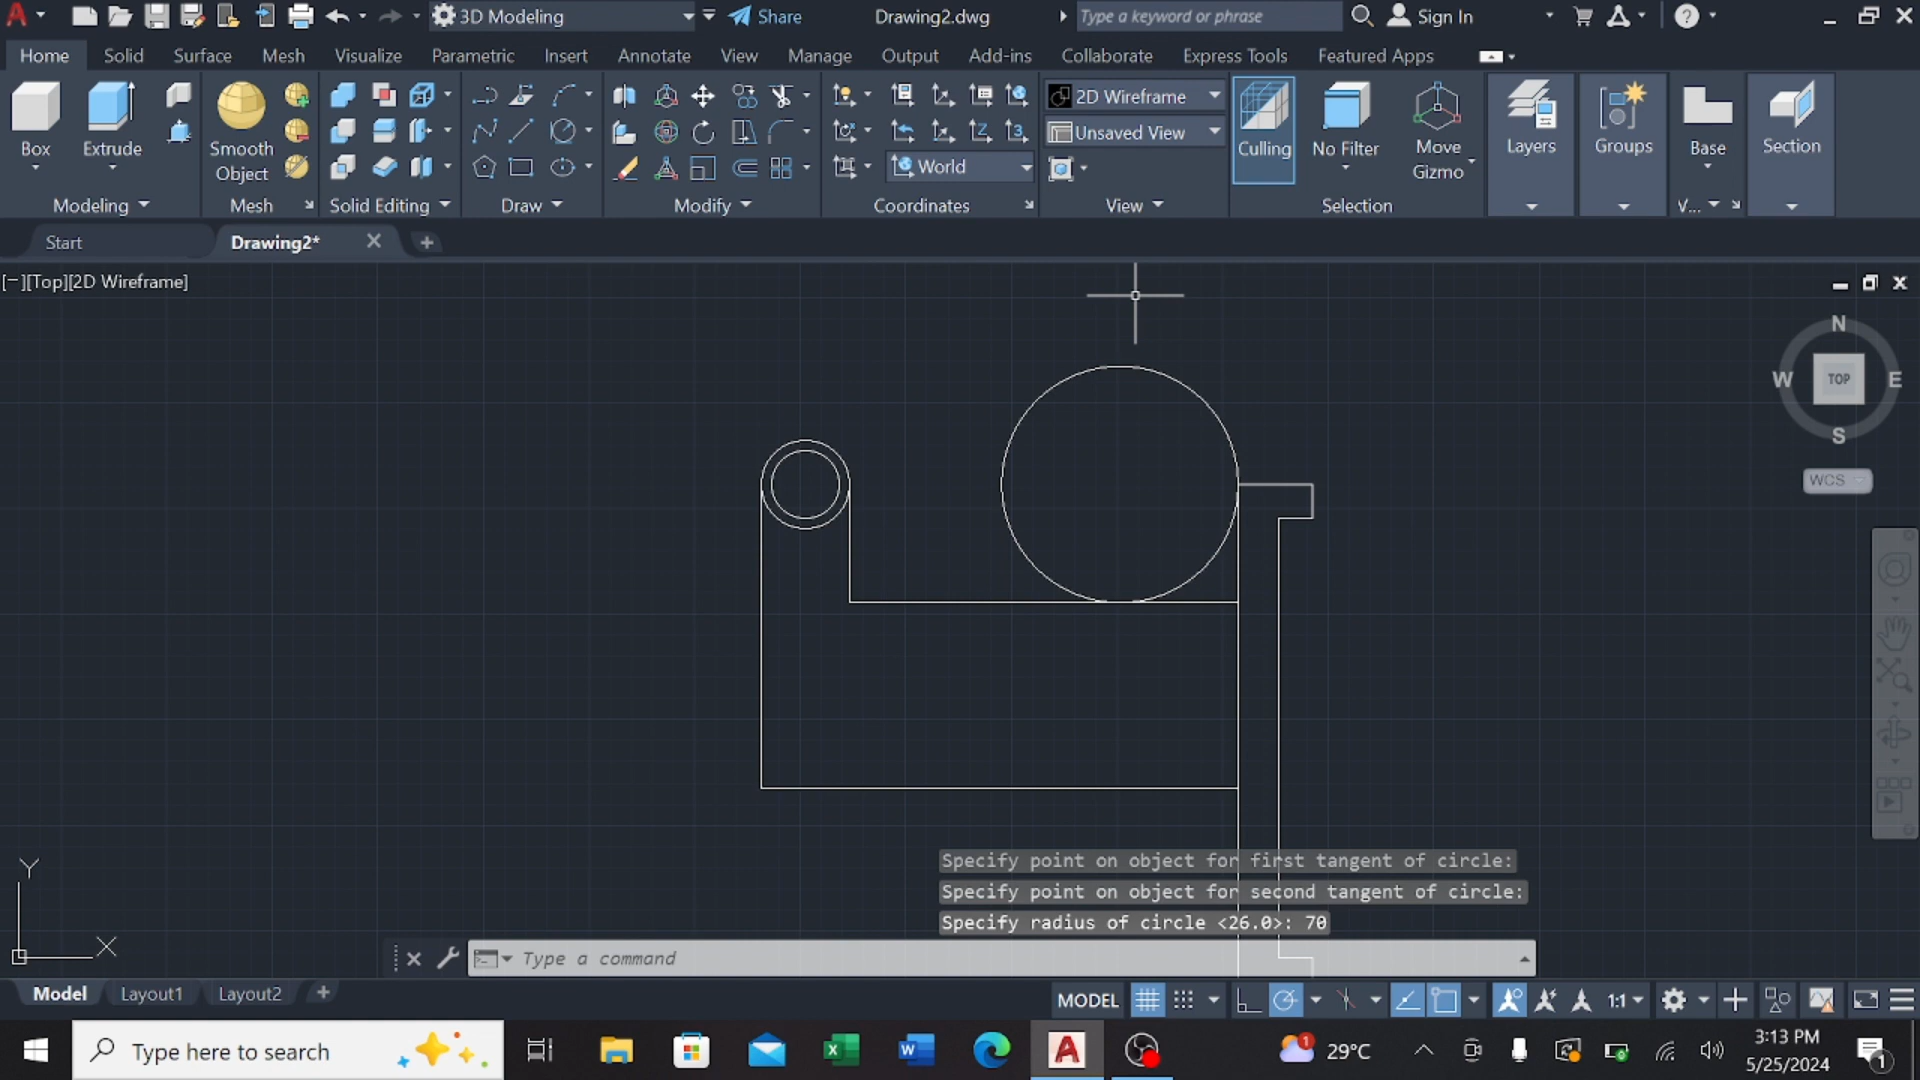 3D Modeling
Share
Drawing2.dwg
Type a keyword or phrase
Sign In
Home
Solid
Surface
Mesh
Visualize
Parametric
Insert
Annotate
View
Manage
Output
Add-ins
Collaborate
Express Tools
Featured Apps
Box
Extrude
Smooth
Object
2D Wireframe
Unsaved View
World
Culling
No Filter
Move
Gizmo
Layers
Groups
Base
Section
Modeling
Mesh
Solid Editing
Draw
Modify
Coordinates
View
Selection
V...
Start
Drawing2*
[−][Top][2D Wireframe]
N
W
TOP
E
S
WCS
Y
X
Specify point on object for first tangent of circle:
Specify point on object for second tangent of circle:
Specify radius of circle <26.0>: 70
Type a command
Model
Layout1
Layout2
MODEL
1:1
Type here to search
29°C
3:13 PM
5/25/2024